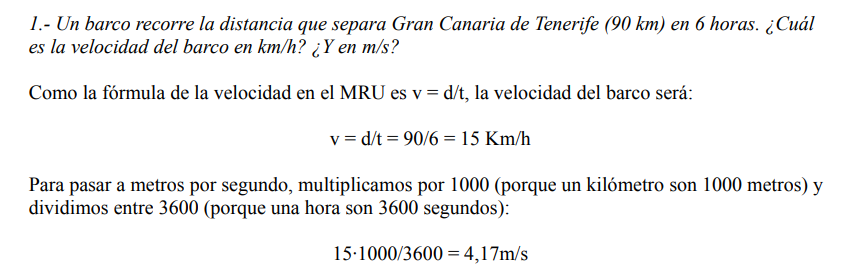 1.- Un barco recorre la distancia que separa Gran Canaria de Tenerife (90 km) en 6 horas. ¿Cuál
es la velocidad del barco en km/h? ¿Y en m/s?
Como la fórmula de la velocidad en el MRU es v = d/t, la velocidad del barco será:
v = d/t = 90/6 = 15 Km/h
Para pasar a metros por segundo, multiplicamos por 1000 (porque un kilómetro son 1000 metros) y
dividimos entre 3600 (porque una hora son 3600 segundos):
15·1000/3600 = 4,17m/s